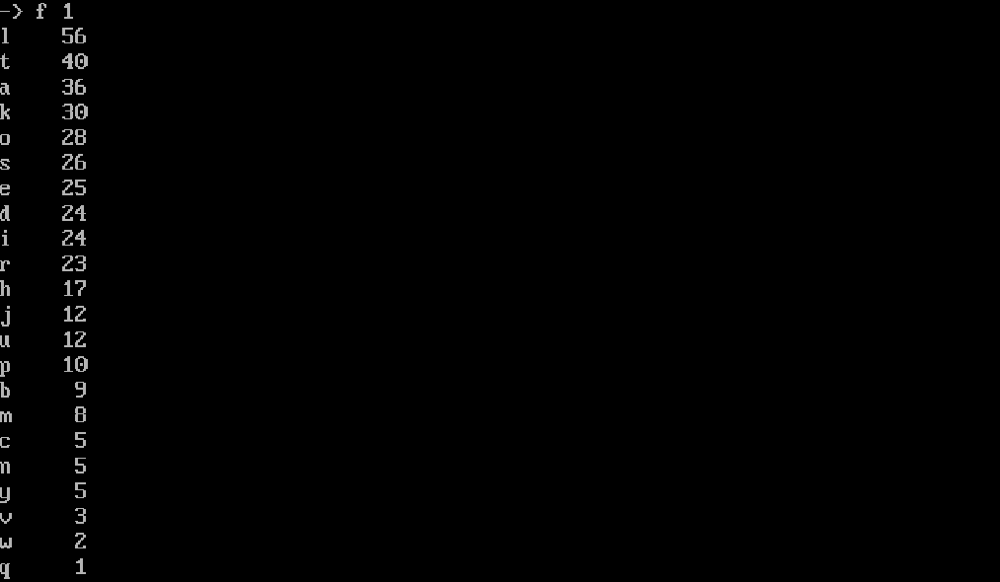 -> f 1
l 56
t 40
a 36
k 30
o 28
s 26
e 25
d 24
i 24
r 23
h 17
j 12
u 12
p 10
b 9
m 8
c 5
n 5
y 5
v 3
w 2
q 1